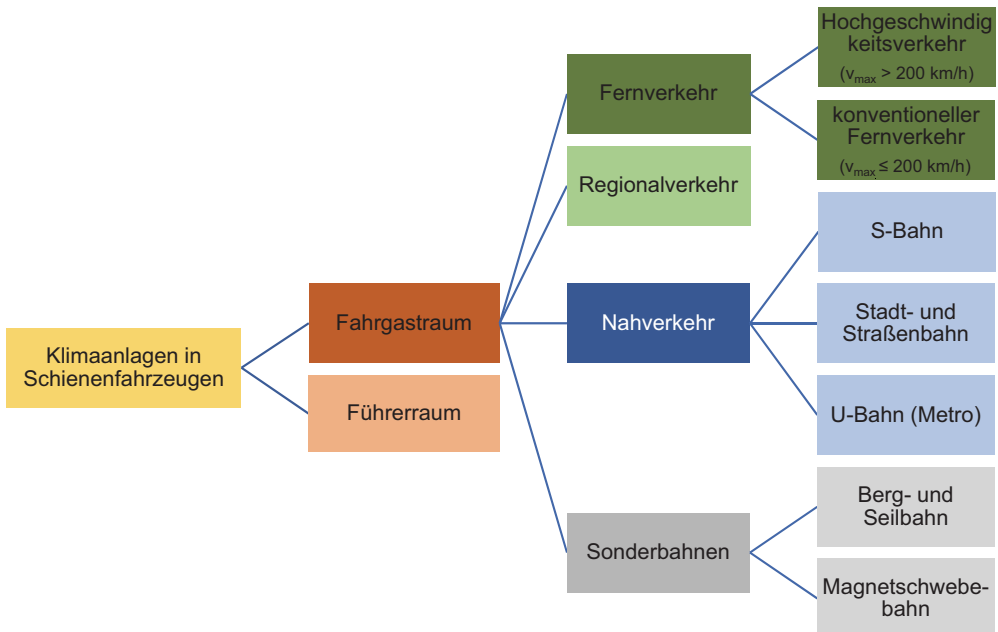 Klimaanlagen in
Schienenfahrzeugen
Fahrgastraum
Führerraum
Fernverkehr
Regionalverkehr
Nahverkehr
Sonderbahnen
Hochgeschwindig
keitsverkehr
(vmax > 200 km/h)
konventioneller
Fernverkehr
(vmax ≤ 200 km/h)
S-Bahn
Stadt- und
Straßenbahn
U-Bahn (Metro)
Berg- und
Seilbahn
Magnetschwebe-
bahn